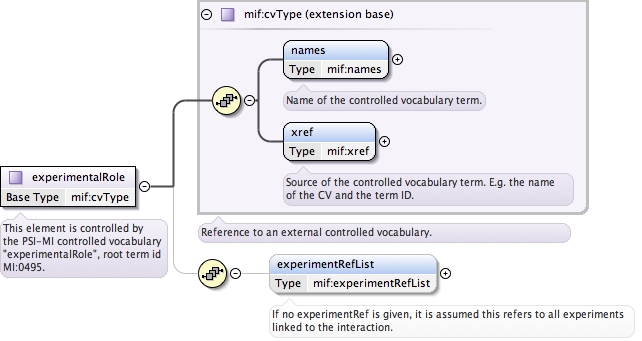 mif:cvType (extension base)
names
Type mif:names
Name of the controlled vocabulary term.
xref
Type mif:xref
Source of the controlled vocabulary term. E.g. the name
of the CV and the term ID.
experimentalRole
Base Type mif:cvType
This element is controlled by
the PSI-MI controlled vocabulary
"experimentalRole", root term id
MI:0495.
Reference to an external controlled vocabulary.
experimentRefList
Type mif:experimentRefList
If no experimentRef is given, it is assumed this refers to all experiments
linked to the interaction.